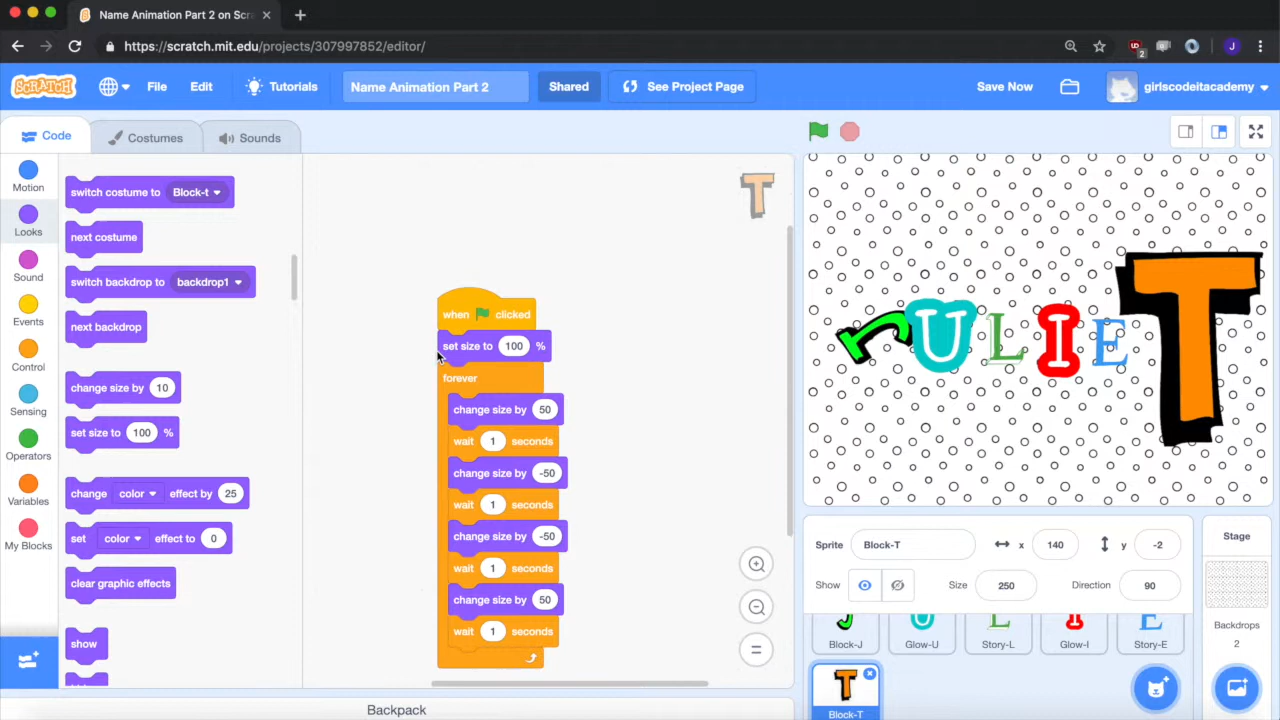 Name Animation Part 2 on Scr
https://scratch.mit.edu/projects/307997852/editor/
2
J
SCRATCH
File
Edit
Tutorials
Name Animation Part 2
Shared
See Project Page
Save Now
girlscodeitacademy
Code
Costumes
Sounds
Motion
Looks
Sound
Events
Control
Sensing
Operators
Variables
My Blocks
switch costume to Block-t
next costume
switch backdrop to backdrop1
next backdrop
change size by 10
set size to 100 %
change color effect by 25
set color effect to 0
clear graphic effects
show
T
when clicked
set size to 100 %
forever
change size by 50
wait 1 seconds
change size by -50
wait 1 seconds
change size by -50
wait 1 seconds
change size by 50
wait 1 seconds
Backpack
JULIET
Sprite Block-T x 140 y -2
Show Size 250 Direction 90
J U L I E
Block-J Glow-U Story-L Glow-I Story-E
T
Block-T
Stage
Backdrops
2